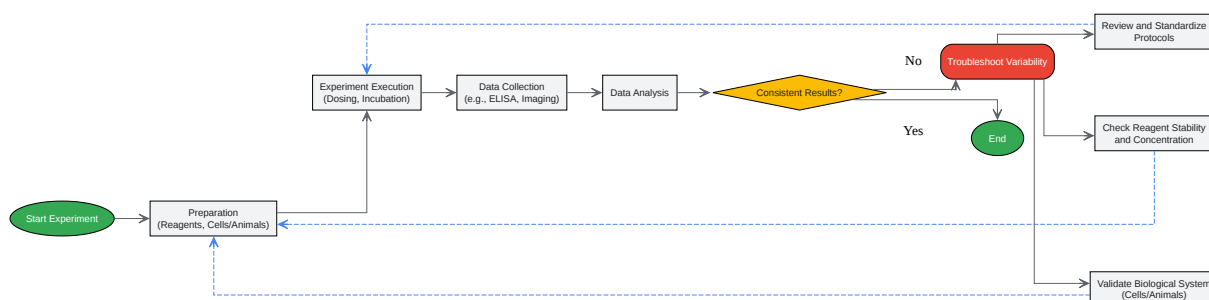 Review and Standardize
Protocols
No
Troubleshoot Variability
Experiment Execution
(Dosing, Incubation)
Data Collection
(e.g., ELISA, Imaging)
Data Analysis
Consistent Results?
Yes
End
Check Reagent Stability
and Concentration
Start Experiment
Preparation
(Reagents, Cells/Animals)
Validate Biological System
(Cells/Animals)